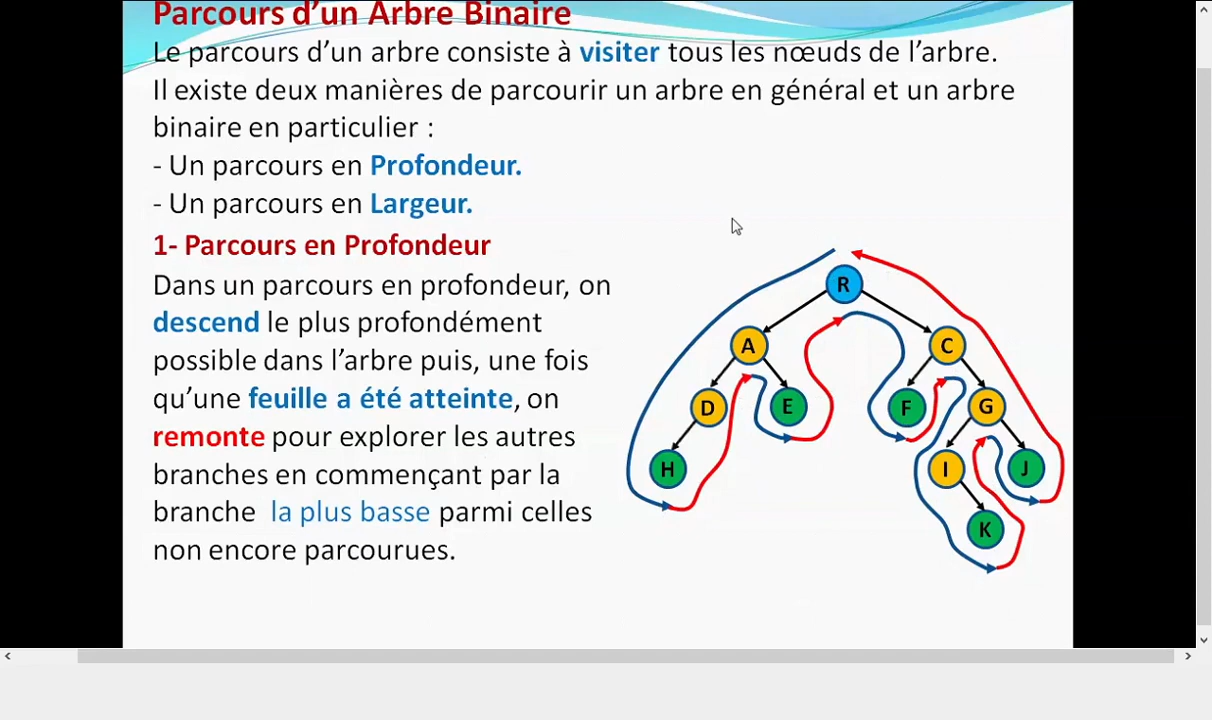 Parcours d'un Arbre Binaire
Le parcours d'un arbre consiste à visiter tous les nœuds de l'arbre.
Il existe deux manières de parcourir un arbre en général et un arbre
binaire en particulier :
- Un parcours en Profondeur.
- Un parcours en Largeur.
1- Parcours en Profondeur
Dans un parcours en profondeur, on
descend le plus profondément
possible dans l'arbre puis, une fois
qu'une feuille a été atteinte, on
remonte pour explorer les autres
branches en commençant par la
branche la plus basse parmi celles
non encore parcourues.
R
A C
D E F G
H I J
K